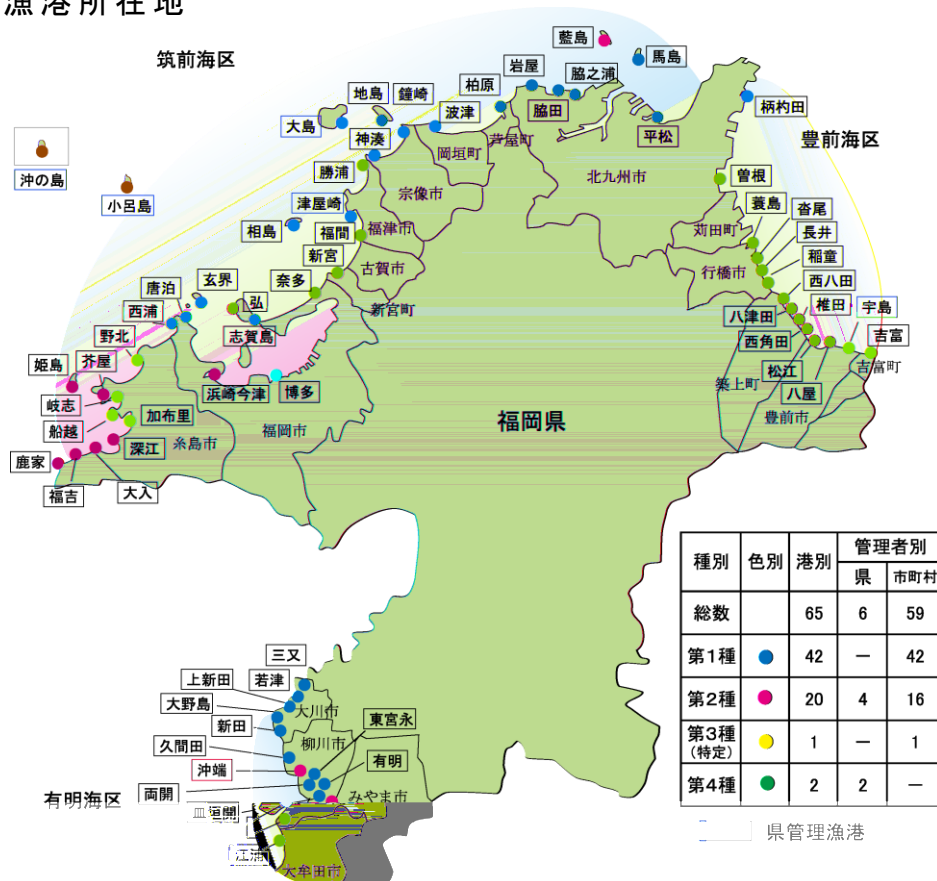 漁港所在地
筑前海区
藍島
馬島
岩屋
脇之浦
柏原
脇田
地島
鐘崎
波津
平松
柄杓田
大島
神湊
芦屋町
岡垣町
豊前海区
沖の島
勝浦
宗像市
北九州市
曽根
小呂島
津屋崎
蓑島
沓尾
相島
福間
福津市
苅田町
長井
新宮
古賀市
行橋市
稲童
唐泊
玄界
奈多
西八田
西浦
弘
新宮町
八津田
椎田
宇島
野北
志賀島
西角田
吉富
姫島
芥屋
松江
吉富町
岐志
浜崎今津
博多
築上町
八屋
船越
加布里
福岡市
福岡県
豊前市
深江
糸島市
鹿家
福吉
大入
種別 色別 港別 管理者別
県 市町村
総数 65 6 59
第1種 42 － 42
第2種 20 4 16
第3種 1 － 1
(特定)
第4種 2 2 －
県管理漁港
三又
上新田
若津
大野島
大川市
新田
東宮永
久間田
柳川市
沖端
有明
有明海区
両開
みやま市
皿垣開
江浦
大牟田市